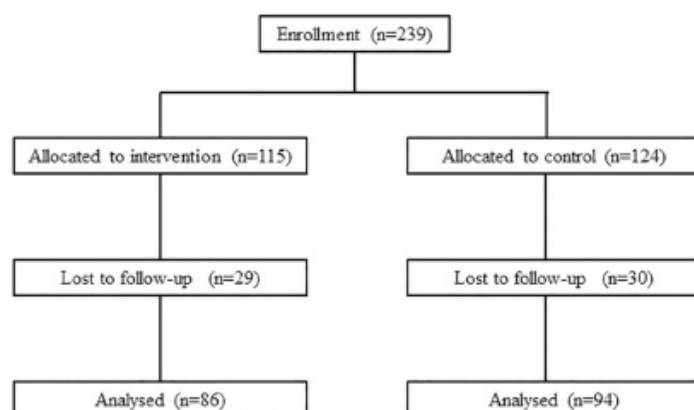 Enrollment (n=239)
Allocated to intervention (n=115)
Allocated to control (n=124)
Lost to follow-up (n=29)
Lost to follow-up (n=30)
Analysed (n=86)
Analysed (n=94)